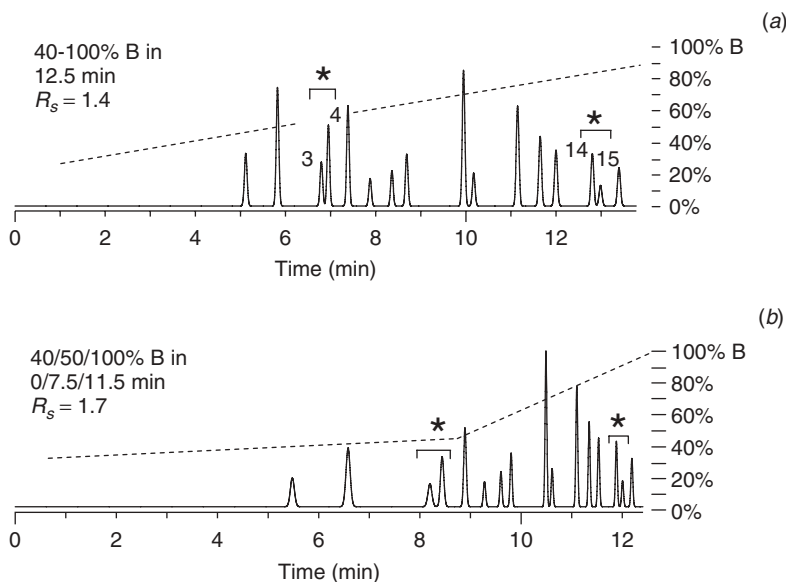 (a)
40-100% B in
12.5 min
Rs = 1.4
*
*
3
4
14
15
100% B
80%
60%
40%
20%
0%
0 2 4 6 8 10 12
Time (min)
(b)
40/50/100% B in
0/7.5/11.5 min
Rs = 1.7
*
*
100% B
80%
60%
40%
20%
0%
0 2 4 6 8 10 12
Time (min)